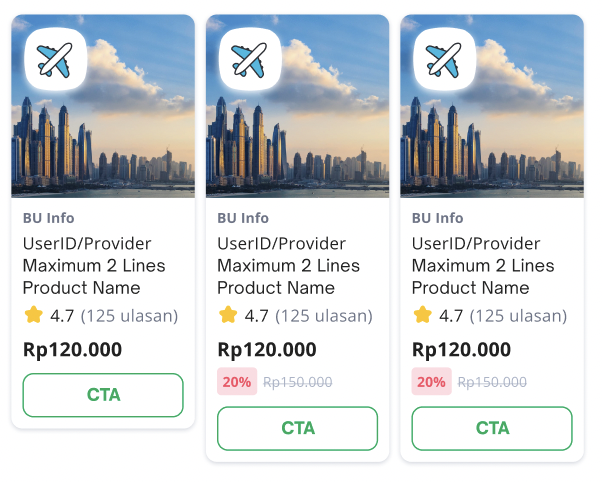 BU Info
UserID/Provider
Maximum 2 Lines
Product Name
4.7 (125 ulasan)
Rp120.000
CTA
BU Info
UserID/Provider
Maximum 2 Lines
Product Name
4.7 (125 ulasan)
Rp120.000
20% Rp150.000
CTA
BU Info
UserID/Provider
Maximum 2 Lines
Product Name
4.7 (125 ulasan)
Rp120.000
20% Rp150.000
CTA